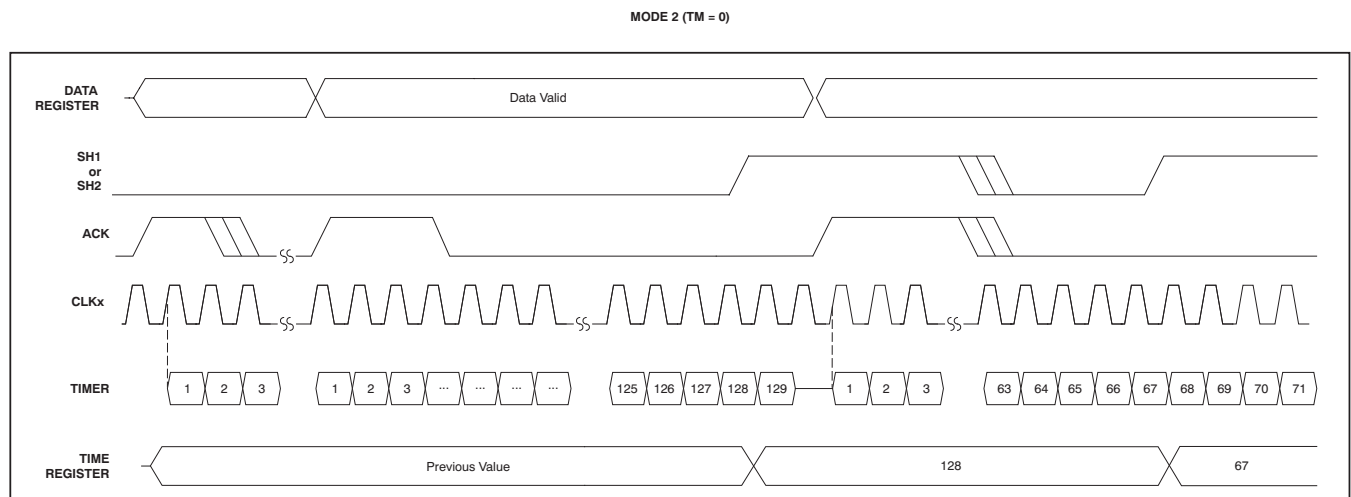 MODE 2 (TM = 0)
DATA
REGISTER
Data Valid
SH1
or
SH2
ACK
CLKx
TIMER
1 2 3 1 2 3 ... ... ... ... 125 126 127 128 129 1 2 3 63 64 65 66 67 68 69 70 71
TIME
REGISTER
Previous Value 128 67